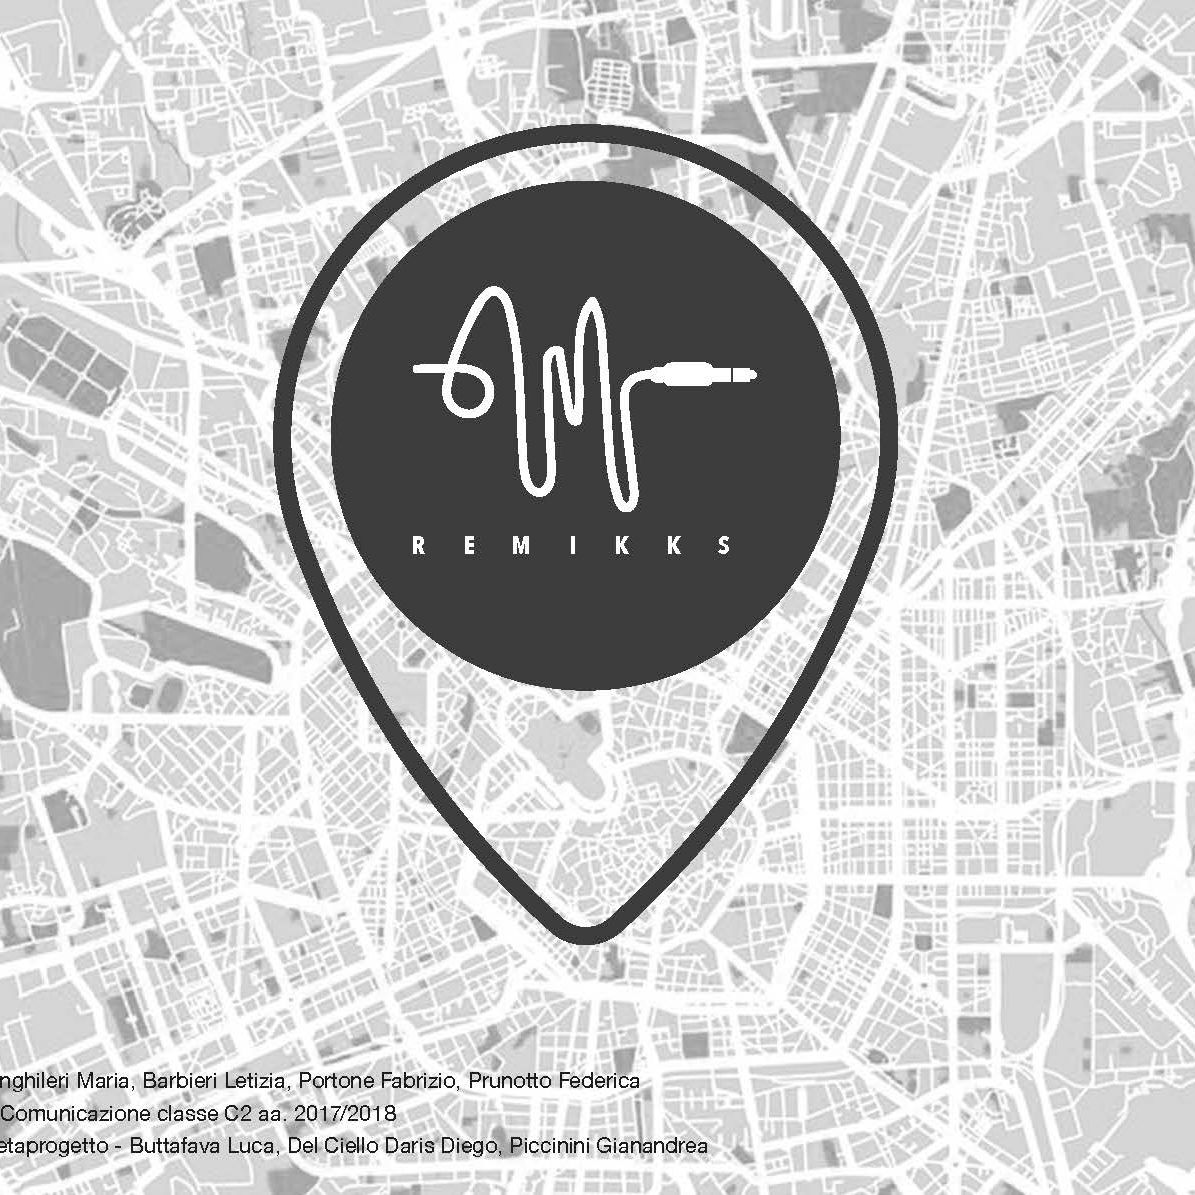 REMIKKS
nghileri Maria, Barbieri Letizia, Portone Fabrizio, Prunotto Federica
Comunicazione classe C2 aa. 2017/2018
etaprogetto - Buttafava Luca, Del Ciello Daris Diego, Piccinini Gianandrea